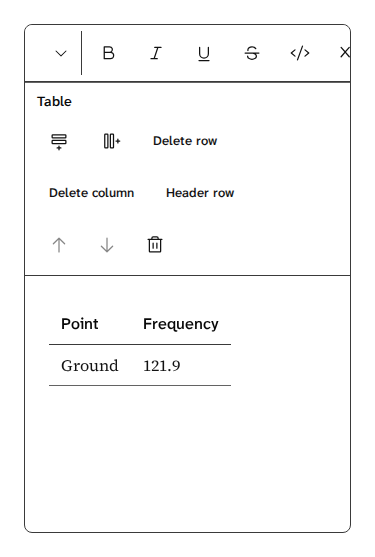 B I U S </>
Table
Delete row
Delete column Header row
Point Frequency
Ground 121.9